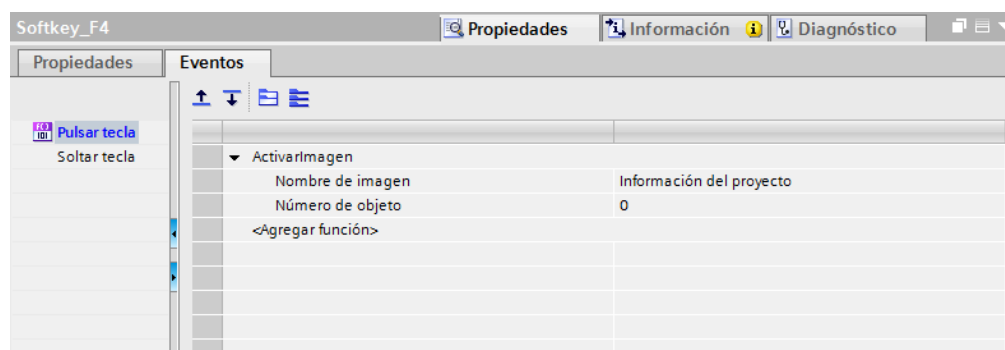 Softkey_F4
Propiedades Información Diagnóstico
Propiedades Eventos
Pulsar tecla
Soltar tecla
ActivarImagen
Nombre de imagen Información del proyecto
Número de objeto 0
<Agregar función>